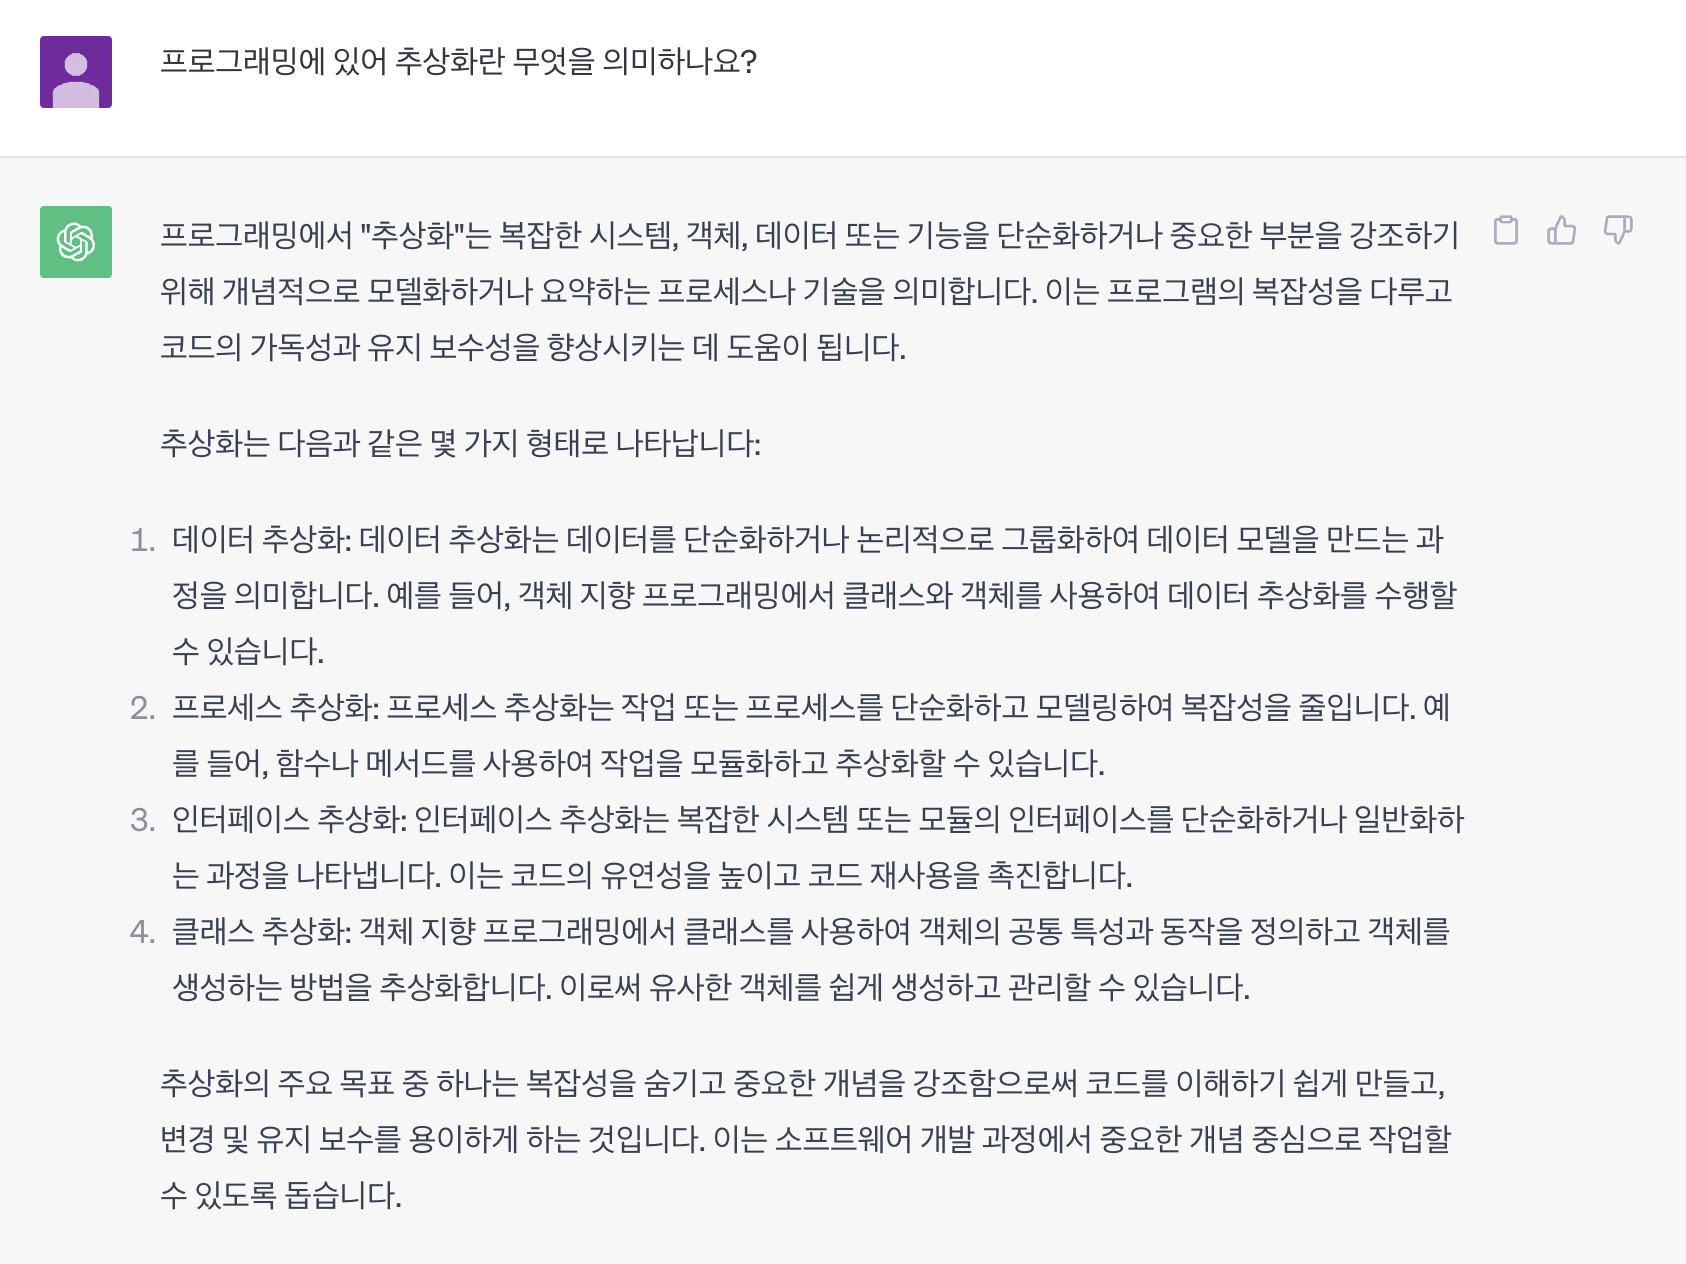 프로그래밍에 있어 추상화란 무엇을 의미하나요?
프로그래밍에서 "추상화"는 복잡한 시스템, 객체, 데이터 또는 기능을 단순화하거나 중요한 부분을 강조하기
위해 개념적으로 모델화하거나 요약하는 프로세스나 기술을 의미합니다. 이는 프로그램의 복잡성을 다루고
코드의 가독성과 유지 보수성을 향상시키는 데 도움이 됩니다.
추상화는 다음과 같은 몇 가지 형태로 나타납니다:
1. 데이터 추상화: 데이터 추상화는 데이터를 단순화하거나 논리적으로 그룹화하여 데이터 모델을 만드는 과
정을 의미합니다. 예를 들어, 객체 지향 프로그래밍에서 클래스와 객체를 사용하여 데이터 추상화를 수행할
수 있습니다.
2. 프로세스 추상화: 프로세스 추상화는 작업 또는 프로세스를 단순화하고 모델링하여 복잡성을 줄입니다. 예
를 들어, 함수나 메서드를 사용하여 작업을 모듈화하고 추상화할 수 있습니다.
3. 인터페이스 추상화: 인터페이스 추상화는 복잡한 시스템 또는 모듈의 인터페이스를 단순화하거나 일반화하
는 과정을 나타냅니다. 이는 코드의 유연성을 높이고 코드 재사용을 촉진합니다.
4. 클래스 추상화: 객체 지향 프로그래밍에서 클래스를 사용하여 객체의 공통 특성과 동작을 정의하고 객체를
생성하는 방법을 추상화합니다. 이로써 유사한 객체를 쉽게 생성하고 관리할 수 있습니다.
추상화의 주요 목표 중 하나는 복잡성을 숨기고 중요한 개념을 강조함으로써 코드를 이해하기 쉽게 만들고,
변경 및 유지 보수를 용이하게 하는 것입니다. 이는 소프트웨어 개발 과정에서 중요한 개념 중심으로 작업할
수 있도록 돕습니다.